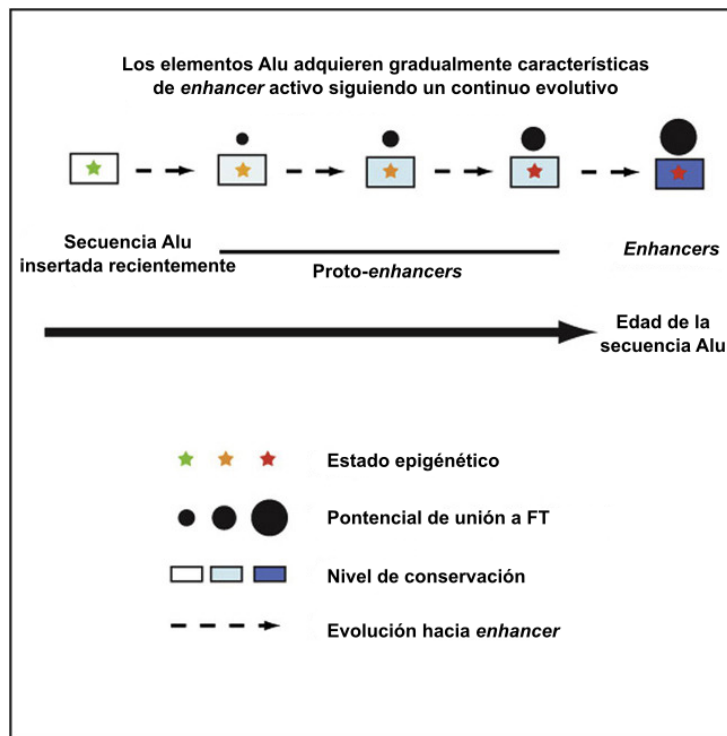 Los elementos Alu adquieren gradualmente características
de enhancer activo siguiendo un continuo evolutivo
Secuencia Alu
insertada recientemente
Proto-enhancers
Enhancers
Edad de la
secuencia Alu
Estado epigénético
Pontencial de unión a FT
Nivel de conservación
Evolución hacia enhancer